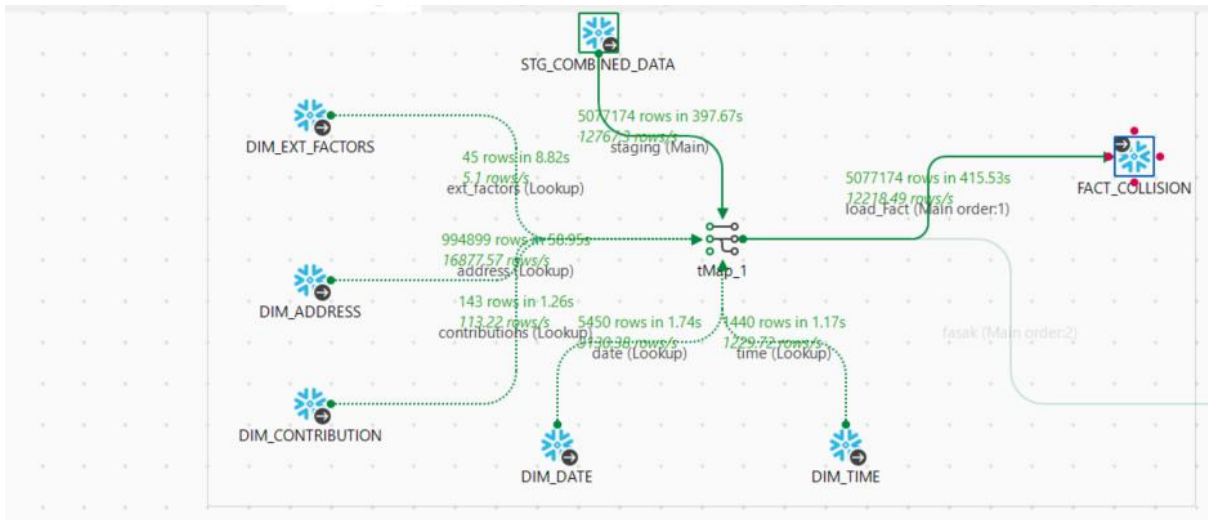 STG_COMBINED_DATA
5077174 rows in 397.67s
12767.3 rows/s
staging (Main)
DIM_EXT_FACTORS
45 rows in 8.82s
5.1 rows/s
ext_factors (Lookup)
5077174 rows in 415.53s
12218.49 rows/s
load_Fact (Main order:1)
FACT_COLLISION
994899 rows in 58.95s
16877.57 rows/s
address (Lookup)
tMap_1
DIM_ADDRESS
143 rows in 1.26s
113.22 rows/s
contributions (Lookup)
5450 rows in 1.74s
rows/s
date (Lookup)
1440 rows in 1.17s
1229.72 rows/s
time (Lookup)
fasak (Main order:2)
DIM_CONTRIBUTION
DIM_DATE
DIM_TIME